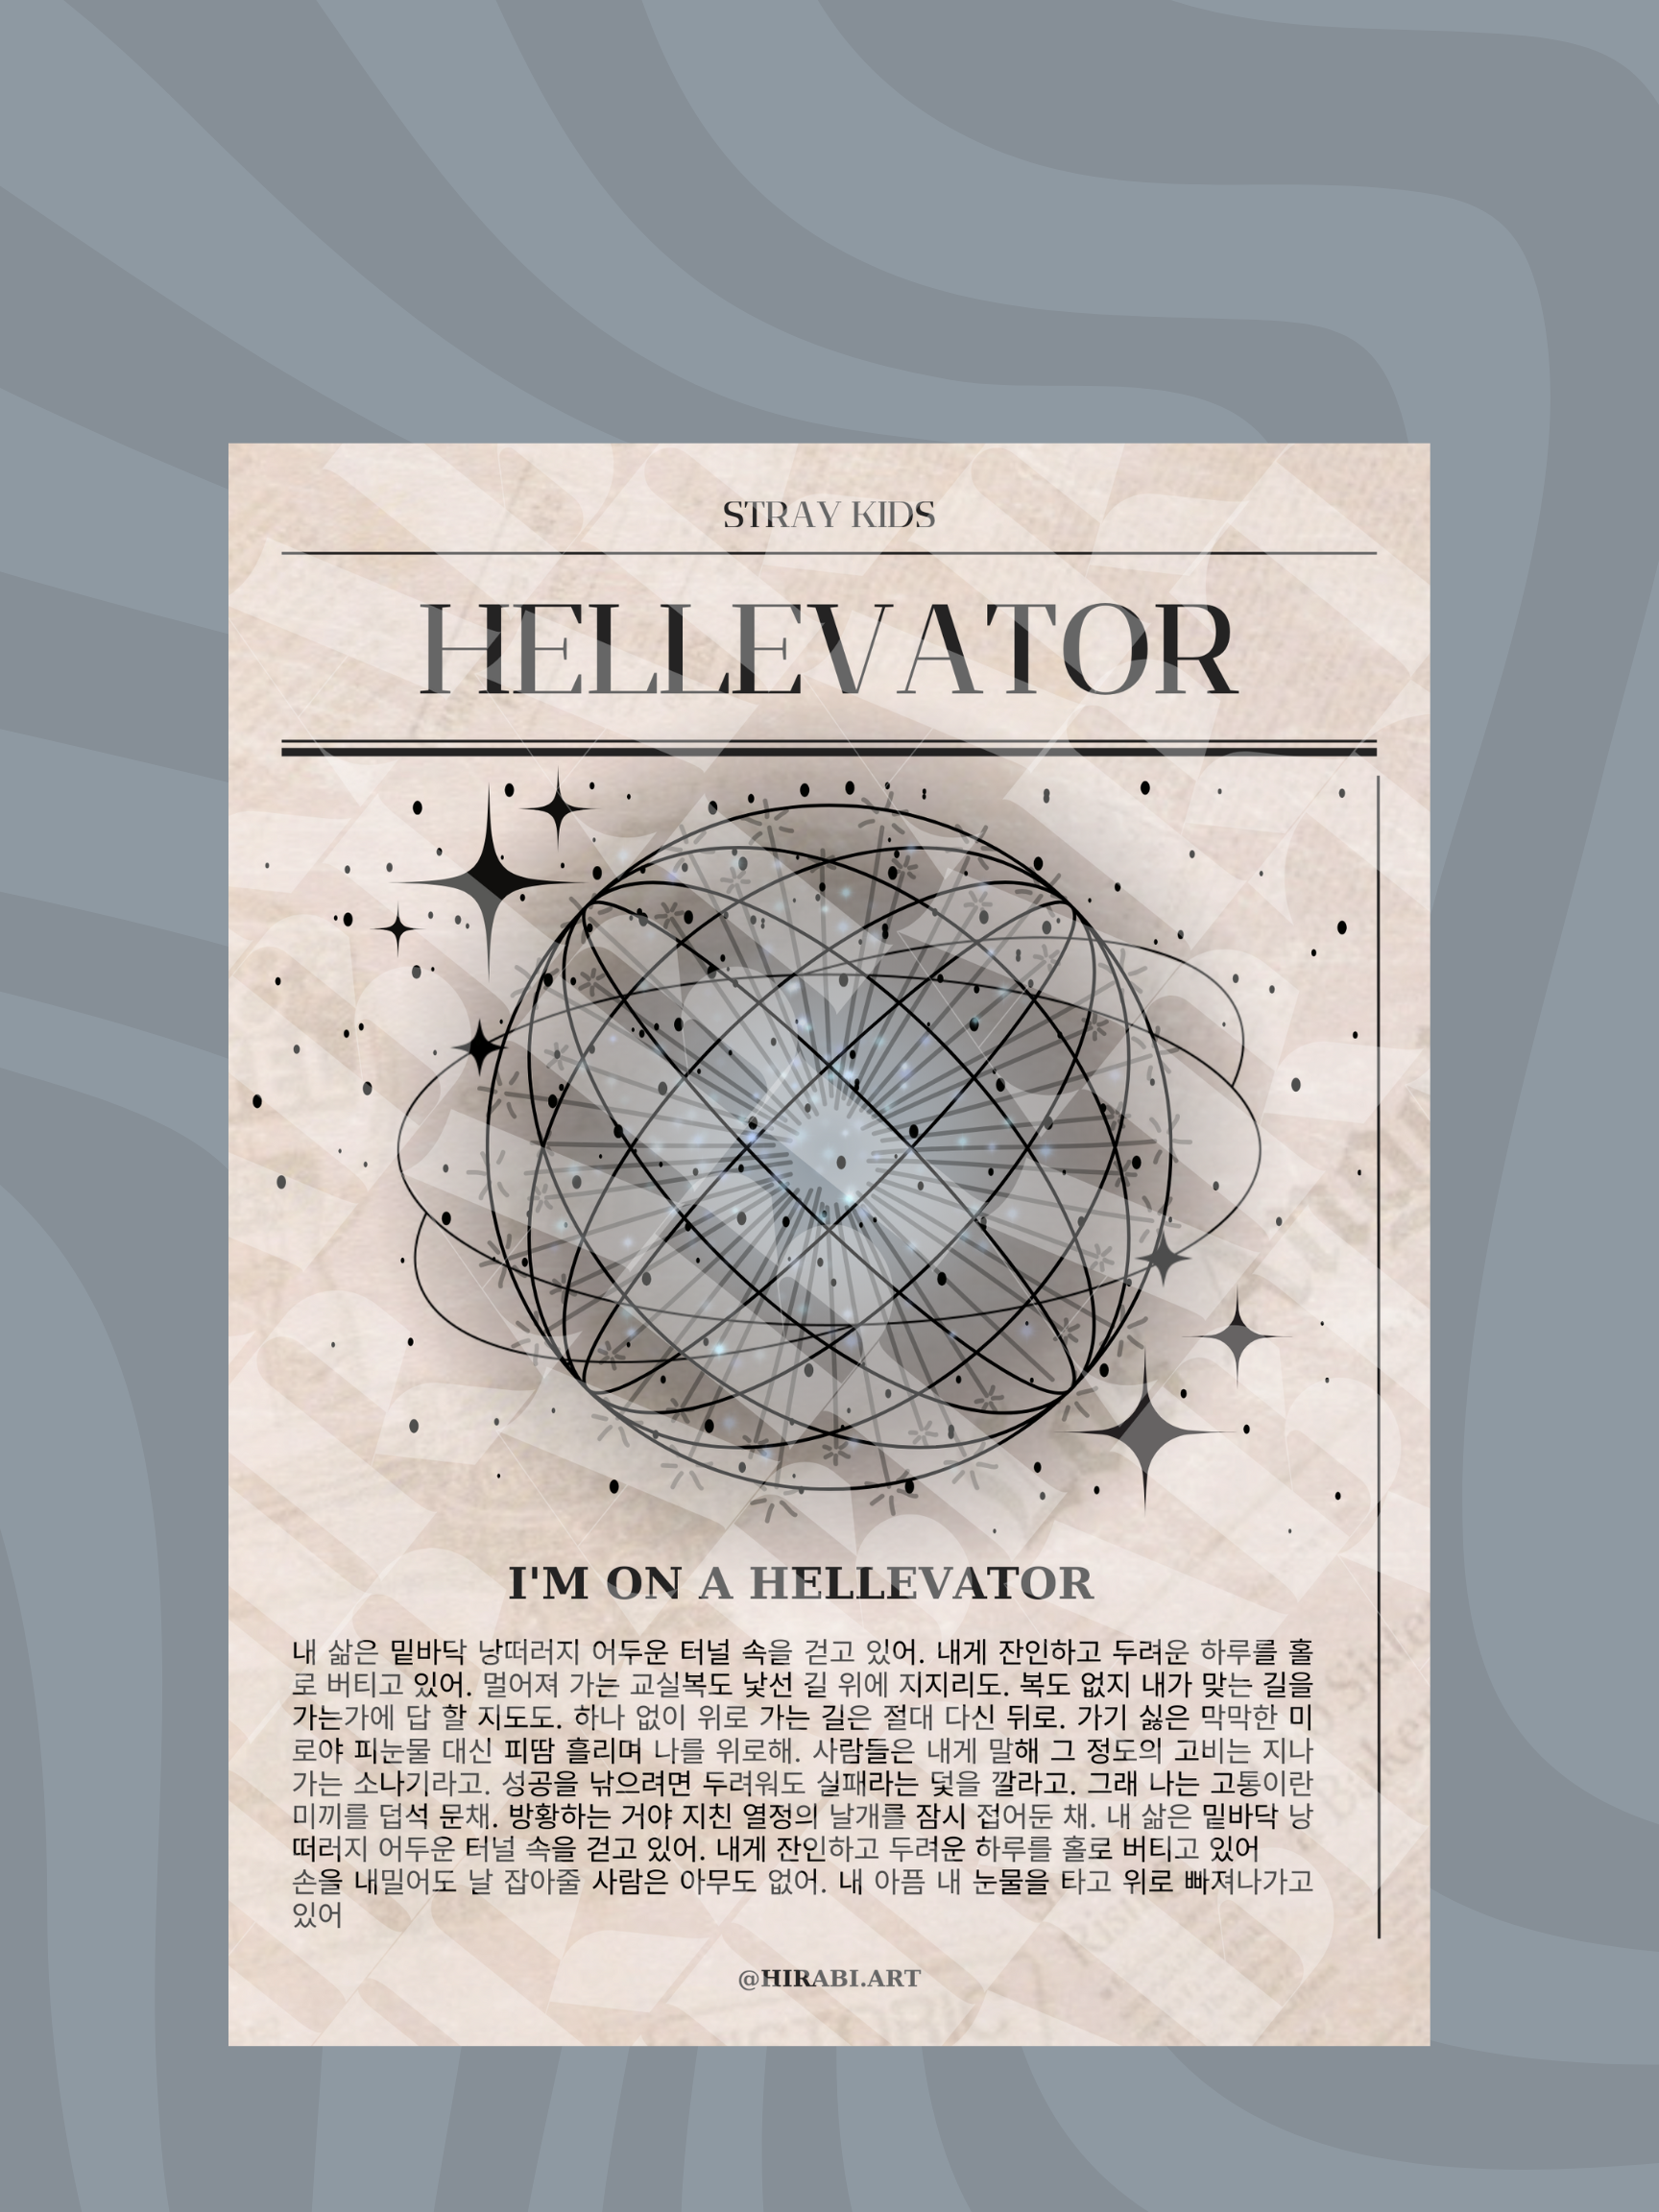 STRAY KIDS
HELLEVATOR
I'M ON A HELLEVATOR
내 삶은 밑바닥 낭떠러지 어두운 터널 속을 걷고 있어. 내게 잔인하고 두려운 하루를 홀
로 버티고 있어. 멀어져 가는 교실복도 낯선 길 위에 지지리도. 복도 없지 내가 맞는 길을
가는가에 답 할 지도도. 하나 없이 위로 가는 길은 절대 다신 뒤로. 가기 싫은 막막한 미
로야 피눈물 대신 피땀 흘리며 나를 위로해. 사람들은 내게 말해 그 정도의 고비는 지나
가는 소나기라고. 성공을 낚으려면 두려워도 실패라는 덫을 깔라고. 그래 나는 고통이란
미끼를 덥석 문채. 방황하는 거야 지친 열정의 날개를 잠시 접어둔 채. 내 삶은 밑바닥 낭
떠러지 어두운 터널 속을 걷고 있어. 내게 잔인하고 두려운 하루를 홀로 버티고 있어
손을 내밀어도 날 잡아줄 사람은 아무도 없어. 내 아픔 내 눈물을 타고 위로 빠져나가고
있어
@HIRABI.ART